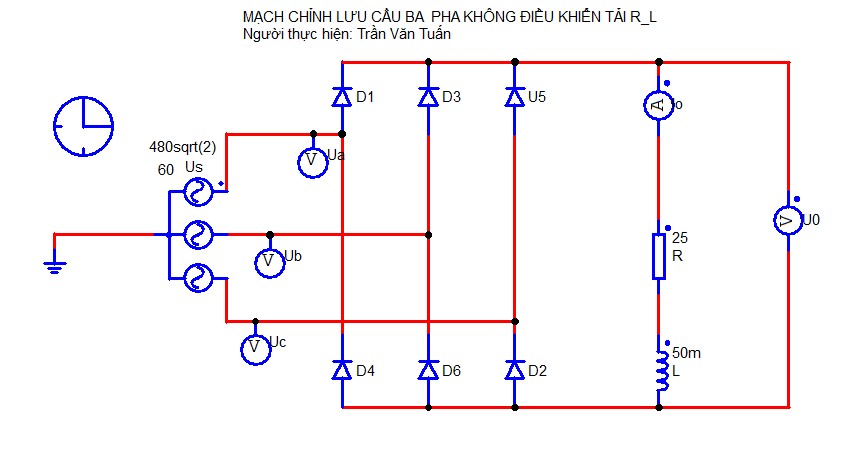 MẠCH CHỈNH LƯU CẦU BA PHA KHÔNG ĐIỀU KHIỂN TẢI R_L
Người thực hiện: Trần Văn Tuấn
D1
D3
U5
A
Io
480sqrt(2)
60
Us
V
Ua
V
U0
25
R
V
Ub
V
Uc
50m
L
D4
D6
D2